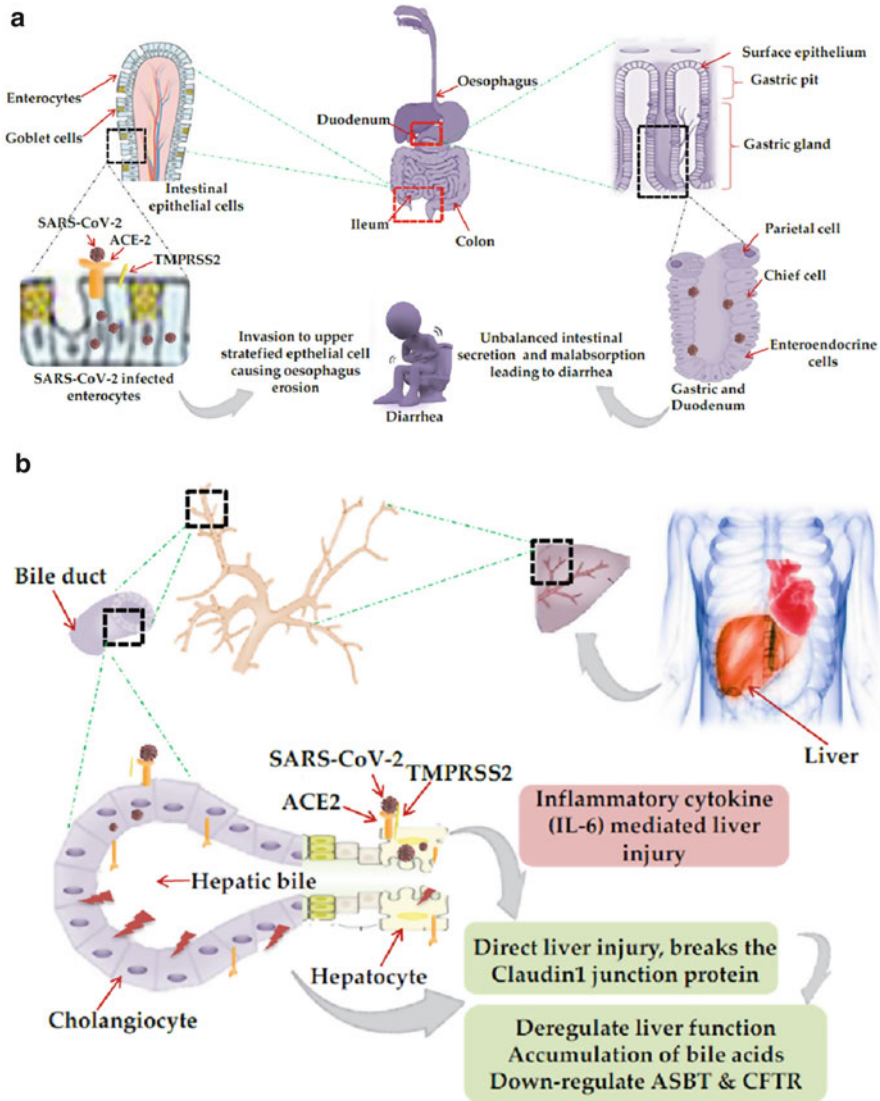 a
Enterocytes
Goblet cells
Intestinal
epithelial cells
SARS-CoV-2
ACE-2
TMPRSS2
SARS-CoV-2 infected
enterocytes
Oesophagus
Duodenum
Ileum
Colon
Surface epithelium
Gastric pit
Gastric gland
Parietal cell
Chief cell
Enteroendocrine
cells
Gastric and
Duodenum
Invasion to upper
stratefied epthelial cell
causing oesophagus
erosion
Diarrhea
Unbalanced intestinal
secretion and malabsorption
leading to diarrhea
b
Bile duct
Liver
SARS-CoV-2
TMPRSS2
ACE2
Hepatic bile
Hepatocyte
Cholangiocyte
Inflammatory cytokine
(IL-6) mediated liver
injury
Direct liver injury, breaks the
Claudin1 junction protein
Deregulate liver function
Accumulation of bile acids
Down-regulate ASBT & CFTR